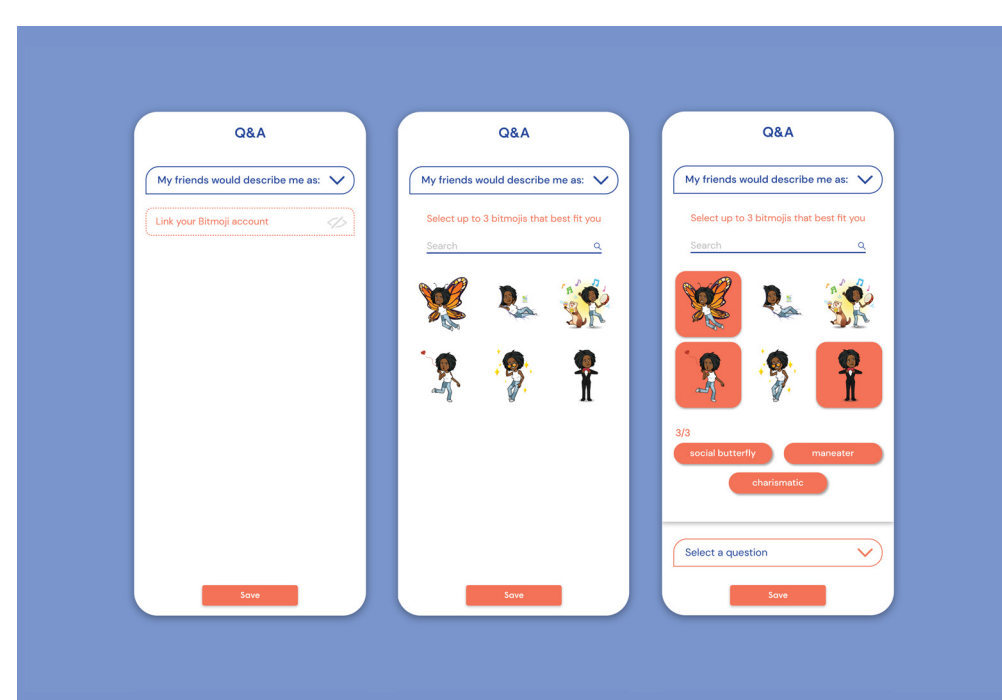 Q&A
My friends would describe me as:
Link your Bitmoji account
Save
Q&A
My friends would describe me as:
Select up to 3 bitmojis that best fit you
Search
Save
Q&A
My friends would describe me as:
Select up to 3 bitmojis that best fit you
Search
3/3
social butterfly
maneater
charismatic
Select a question
Save